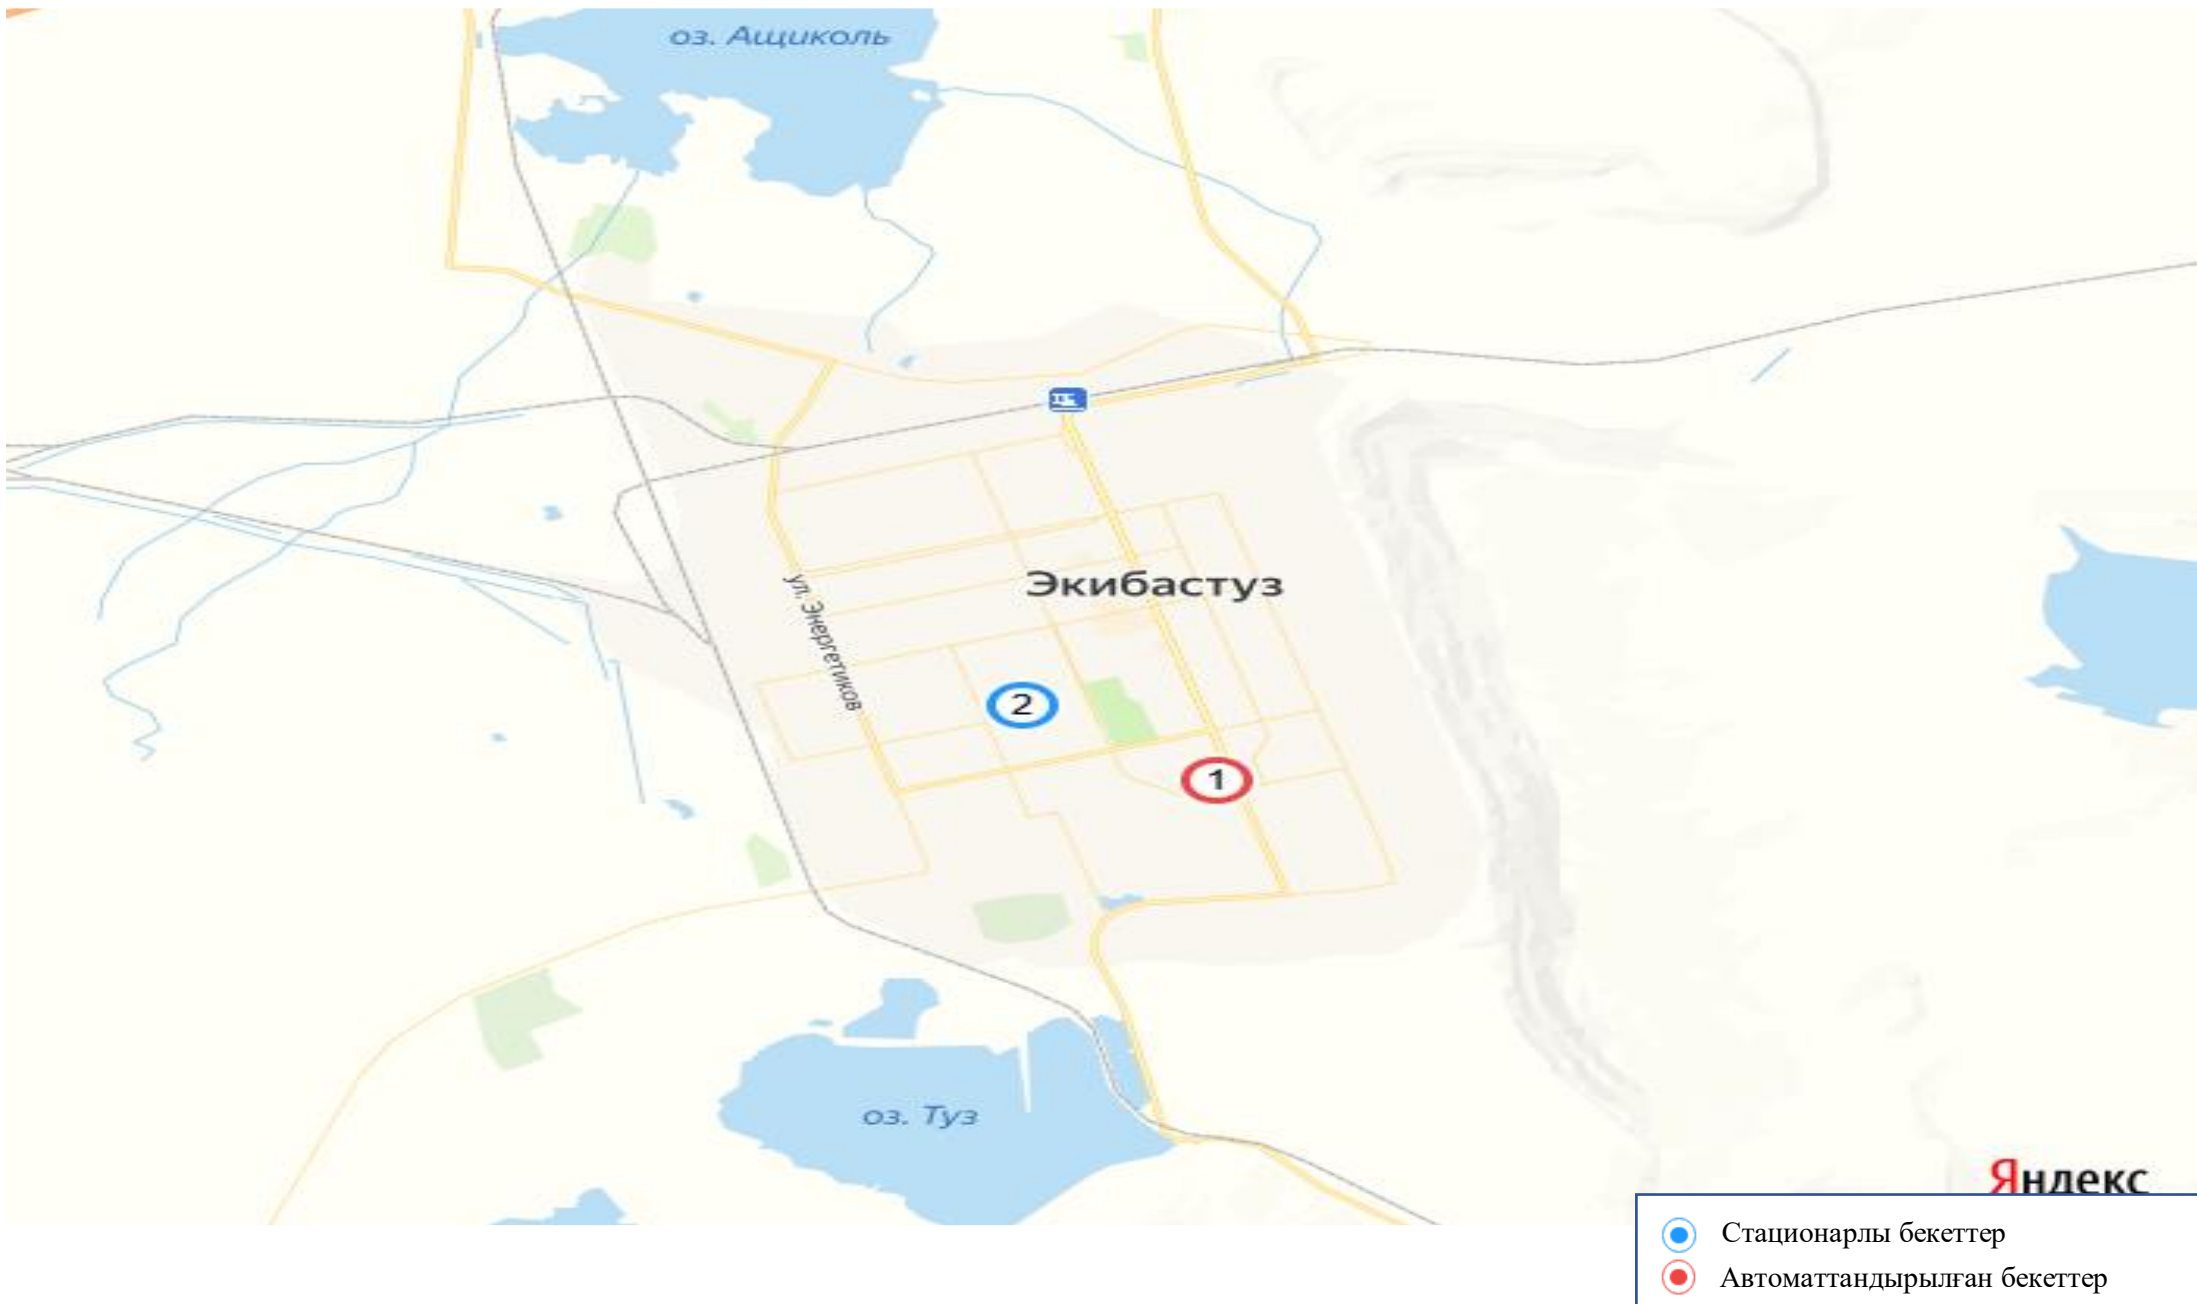 оз. Ащиколь
Экибастуз
ул. Энергетиков
2
1
оз. Туз
Яндекс
Стационарлы бекеттер
Автоматтандырылған бекеттер